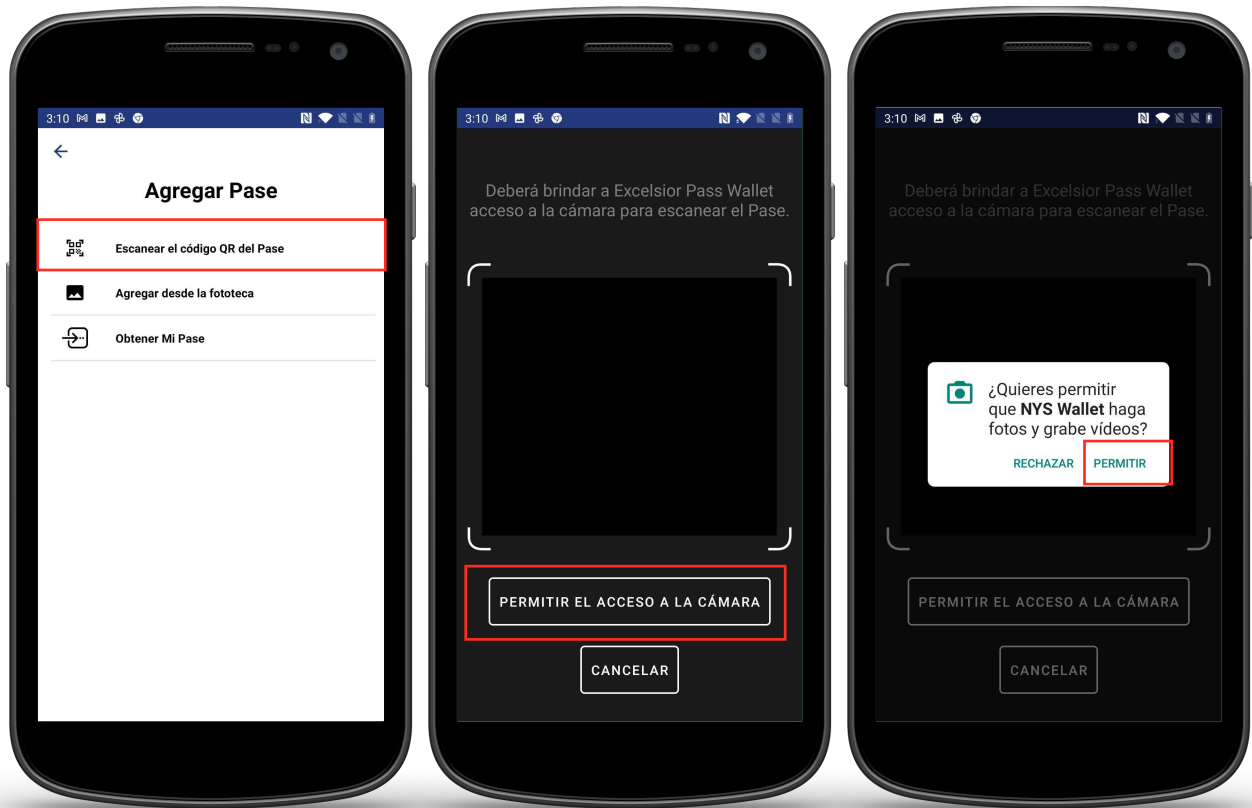 3:10
Agregar Pase
Escanear el código QR del Pase
Agregar desde la fototeca
Obtener Mi Pase
3:10
Deberá brindar a Excelsior Pass Wallet
acceso a la cámara para escanear el Pase.
PERMITIR EL ACCESO A LA CÁMARA
CANCELAR
3:10
Deberá brindar a Excelsior Pass Wallet
acceso a la cámara para escanear el Pase.
¿Quieres permitir
que NYS Wallet haga
fotos y grabe vídeos?
RECHAZAR PERMITIR
PERMITIR EL ACCESO A LA CÁMARA
CANCELAR